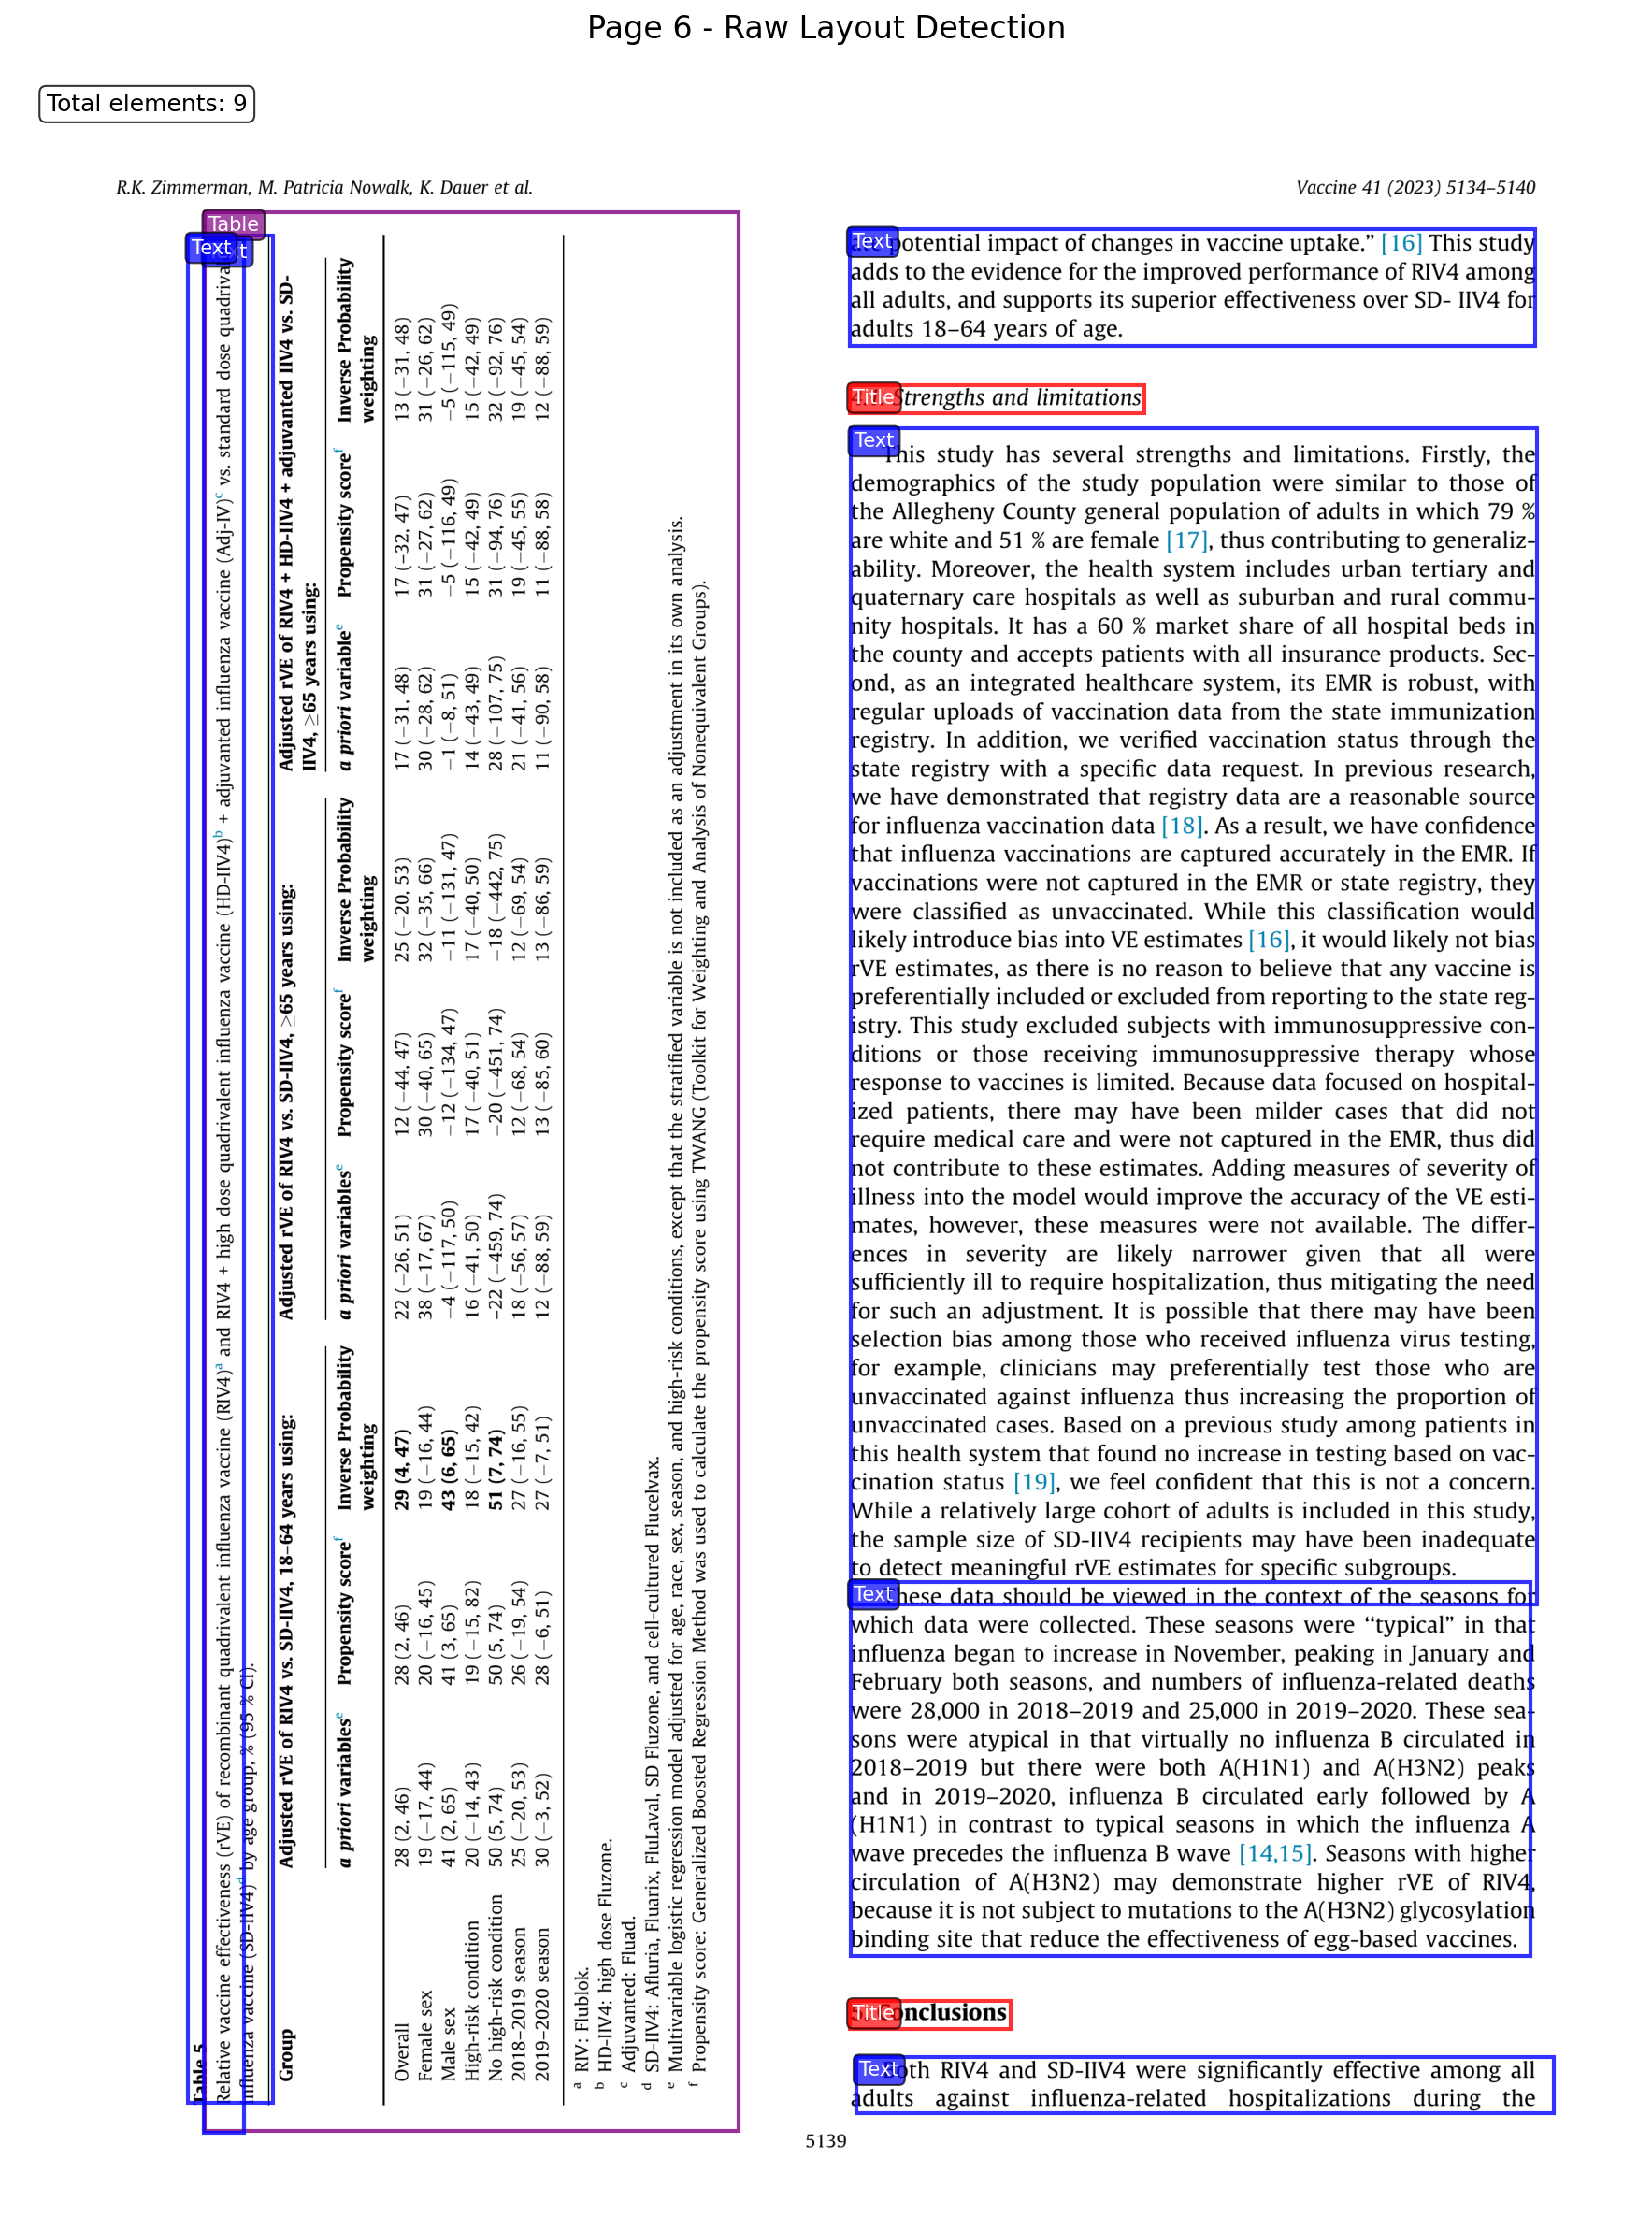 Page 6 - Raw Layout Detection
Total elements: 9
R.K. Zimmerman, M. Patricia Nowalk, K. Dauer et al.
Vaccine 41 (2023) 5134–5140
Table
Text
Table 5
Relative vaccine effectiveness (rVE) of recombinant quadrivalent influenza vaccine (RIV4)a and RIV4 + high dose quadrivalent influenza vaccine (HD-IIV4)b + adjuvanted influenza vaccine (Adj-IV)c vs. standard dose
influenza vaccine (SD-IIV4)d by age group, % (95 % CI).
Group Adjusted rVE of RIV4 vs. SD-IIV4, 18–64 years using: Adjusted rVE of RIV4 vs. SD-IIV4, ≥65 years using: Adjusted rVE of RIV4 + HD-IIV4 + adjuvanted IIV4 vs. SD-
IIV4, ≥65 years using:
a priori variablese Propensity scoref Inverse Probability a priori variablese Propensity scoref Inverse Probability a priori variablee Propensity scoref Inverse Probability
weighting weighting weighting
Overall 28 (2, 46) 28 (2, 46) 29 (4, 47) 22 (−26, 51) 12 (−44, 47) 25 (−20, 53) 17 (−31, 48) 17 (−32, 47) 13 (−31, 48)
Female sex 19 (−17, 44) 20 (−16, 45) 19 (−16, 44) 38 (−17, 67) 30 (−40, 65) 32 (−35, 66) 30 (−28, 62) 31 (−27, 62) 31 (−26, 62)
Male sex 41 (2, 65) 41 (3, 65) 43 (6, 65) −4 (−117, 50) −12 (−134, 47) −11 (−131, 47) −1 (−8, 51) −5 (−116, 49) −5 (−115, 49)
High-risk condition 20 (−14, 43) 19 (−15, 82) 18 (−15, 42) 16 (−41, 50) 17 (−40, 51) 17 (−40, 50) 14 (−43, 49) 15 (−42, 49) 15 (−42, 49)
No high-risk condition 50 (5, 74) 50 (5, 74) 51 (7, 74) -22 (−459, 74) −20 (−451, 74) −18 (−442, 75) 28 (−107, 75) 31 (−94, 76) 32 (−92, 76)
2018–2019 season 25 (−20, 53) 26 (−19, 54) 27 (−16, 55) 18 (−56, 57) 12 (−68, 54) 12 (−69, 54) 21 (−41, 56) 19 (−45, 55) 19 (−45, 54)
2019–2020 season 30 (−3, 52) 28 (−6, 51) 27 (−7, 51) 12 (−88, 59) 13 (−85, 60) 13 (−86, 59) 11 (−90, 58) 11 (−88, 58) 12 (−88, 59)
a RIV: Flublok.
b HD-IIV4: high dose Fluzone.
c Adjuvanted: Fluad.
d SD-IIV4: Afluria, Fluarix, FluLaval, SD Fluzone, and cell-cultured Flucelvax.
e Multivariable logistic regression model adjusted for age, race, sex, season, and high-risk conditions, except that the stratified variable is not included as an adjustment in its own analysis.
f Propensity score: Generalized Boosted Regression Method was used to calculate the propensity score using TWANG (Toolkit for Weighting and Analysis of Nonequivalent Groups).
Text
potential impact of changes in vaccine uptake.” [16] This study
adds to the evidence for the improved performance of RIV4 among
all adults, and supports its superior effectiveness over SD- IIV4 for
adults 18–64 years of age.
Title
Strengths and limitations
Text
This study has several strengths and limitations. Firstly, the
demographics of the study population were similar to those of
the Allegheny County general population of adults in which 79 %
are white and 51 % are female [17], thus contributing to generaliz-
ability. Moreover, the health system includes urban tertiary and
quaternary care hospitals as well as suburban and rural commu-
nity hospitals. It has a 60 % market share of all hospital beds in
the county and accepts patients with all insurance products. Sec-
ond, as an integrated healthcare system, its EMR is robust, with
regular uploads of vaccination data from the state immunization
registry. In addition, we verified vaccination status through the
state registry with a specific data request. In previous research,
we have demonstrated that registry data are a reasonable source
for influenza vaccination data [18]. As a result, we have confidence
that influenza vaccinations are captured accurately in the EMR. If
vaccinations were not captured in the EMR or state registry, they
were classified as unvaccinated. While this classification would
likely introduce bias into VE estimates [16], it would likely not bias
rVE estimates, as there is no reason to believe that any vaccine is
preferentially included or excluded from reporting to the state reg-
istry. This study excluded subjects with immunosuppressive con-
ditions or those receiving immunosuppressive therapy whose
response to vaccines is limited. Because data focused on hospital-
ized patients, there may have been milder cases that did not
require medical care and were not captured in the EMR, thus did
not contribute to these estimates. Adding measures of severity of
illness into the model would improve the accuracy of the VE esti-
mates, however, these measures were not available. The differ-
ences in severity are likely narrower given that all were
sufficiently ill to require hospitalization, thus mitigating the need
for such an adjustment. It is possible that there may have been
selection bias among those who received influenza virus testing,
for example, clinicians may preferentially test those who are
unvaccinated against influenza thus increasing the proportion of
unvaccinated cases. Based on a previous study among patients in
this health system that found no increase in testing based on vac-
cination status [19], we feel confident that this is not a concern.
While a relatively large cohort of adults is included in this study,
the sample size of SD-IIV4 recipients may have been inadequate
to detect meaningful rVE estimates for specific subgroups.
Text
These data should be viewed in the context of the seasons for
which data were collected. These seasons were “typical” in that
influenza began to increase in November, peaking in January and
February both seasons, and numbers of influenza-related deaths
were 28,000 in 2018–2019 and 25,000 in 2019–2020. These sea-
sons were atypical in that virtually no influenza B circulated in
2018–2019 but there were both A(H1N1) and A(H3N2) peaks
and in 2019–2020, influenza B circulated early followed by A
(H1N1) in contrast to typical seasons in which the influenza A
wave precedes the influenza B wave [14,15]. Seasons with higher
circulation of A(H3N2) may demonstrate higher rVE of RIV4,
because it is not subject to mutations to the A(H3N2) glycosylation
binding site that reduce the effectiveness of egg-based vaccines.
Title
Conclusions
Text
Both RIV4 and SD-IIV4 were significantly effective among all
adults against influenza-related hospitalizations during the
5139